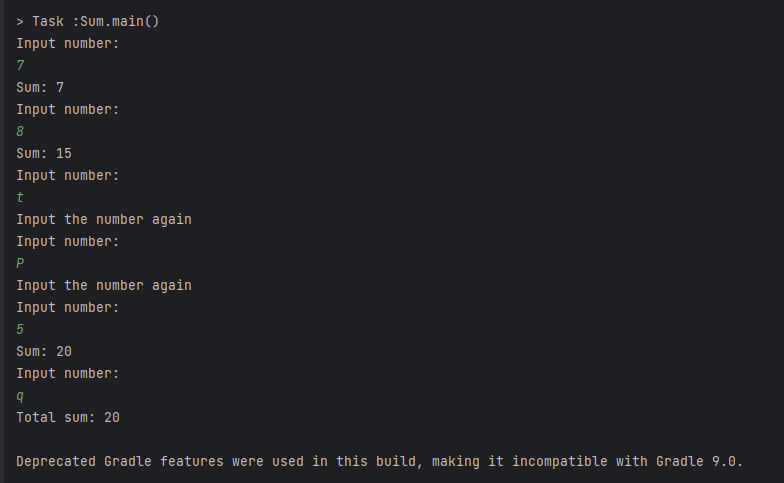 > Task :Sum.main()
Input number:
7
Sum: 7
Input number:
8
Sum: 15
Input number:
t
Input the number again
Input number:
P
Input the number again
Input number:
5
Sum: 20
Input number:
q
Total sum: 20
Deprecated Gradle features were used in this build, making it incompatible with Gradle 9.0.